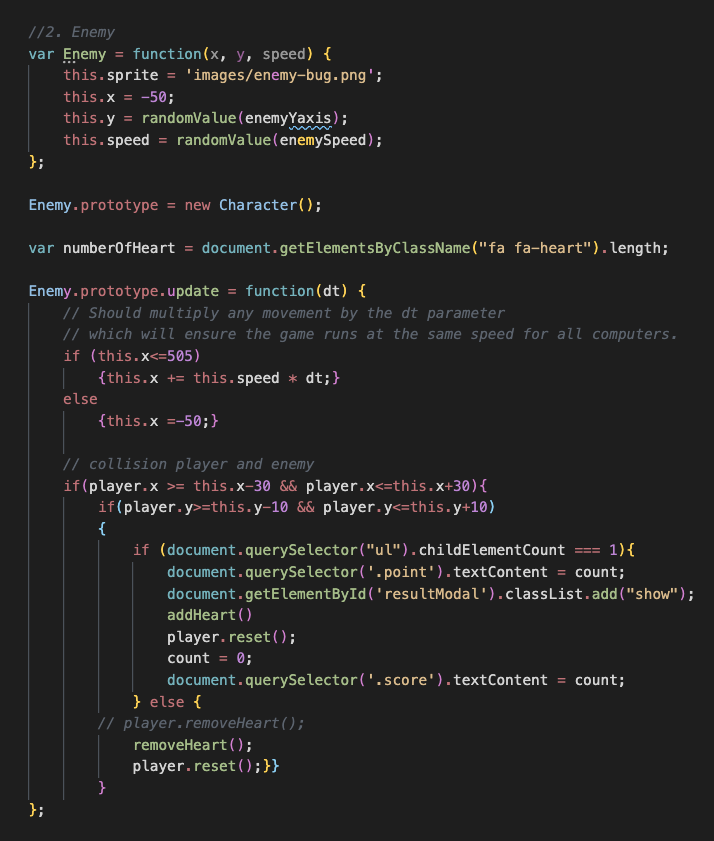 //2. Enemy
var Enemy = function(x, y, speed) {
    this.sprite = 'images/enemy-bug.png';
    this.x = -50;
    this.y = randomValue(enemyYaxis);
    this.speed = randomValue(enemySpeed);
};

Enemy.prototype = new Character();

var numberOfHeart = document.getElementsByClassName("fa fa-heart").length;

Enemy.prototype.update = function(dt) {
    // Should multiply any movement by the dt parameter
    // which will ensure the game runs at the same speed for all computers.
    if (this.x<=505)
        {this.x += this.speed * dt;}
    else
        {this.x =-50;}

    // collision player and enemy
    if(player.x >= this.x-30 && player.x<=this.x+30){
        if(player.y>=this.y-10 && player.y<=this.y+10)
        {
            if (document.querySelector("ul").childElementCount === 1){
                document.querySelector('.point').textContent = count;
                document.getElementById('resultModal').classList.add("show");
                addHeart()
                player.reset();
                count = 0;
                document.querySelector('.score').textContent = count;
            } else {
        // player.removeHeart();
            removeHeart();
            player.reset();}}
        }
};